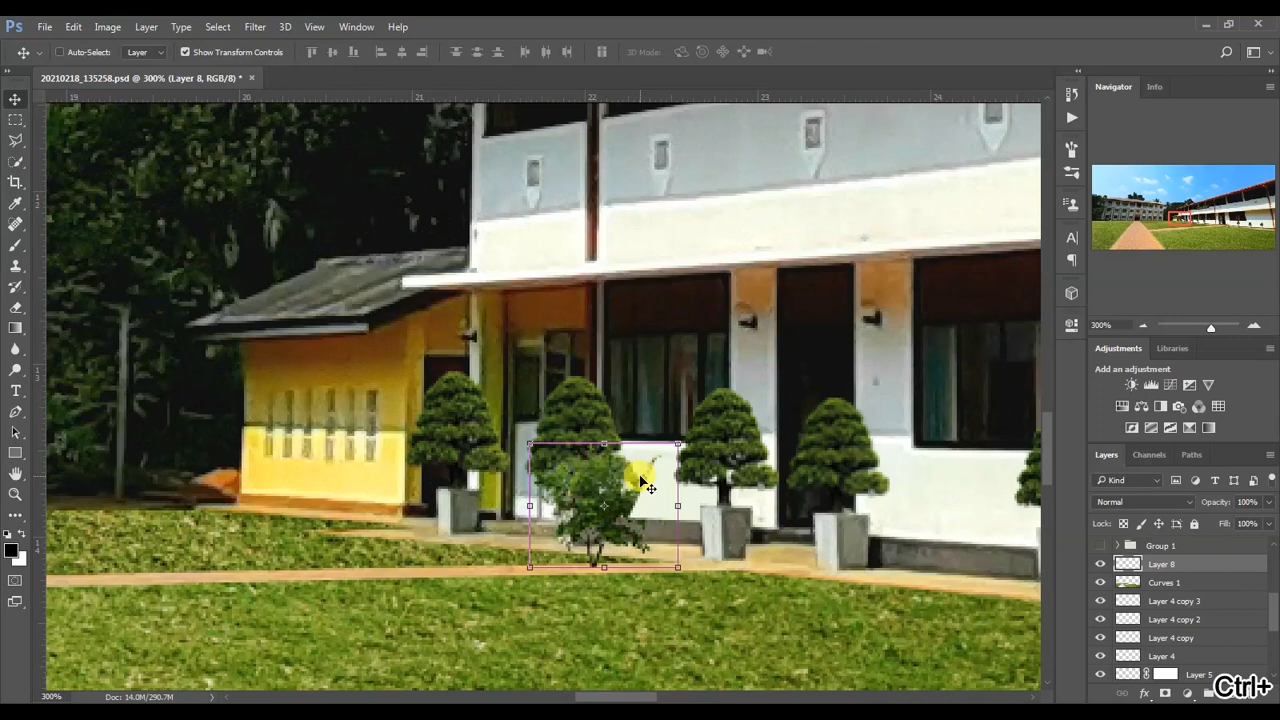 Ps File Edit Image Layer Type Select Filter 3D View Window Help
Auto-Select: Layer Show Transform Controls 3D Mode:
20210218_135258.psd @ 300% (Layer 8, RGB/8) *
19 20 21 22 23 24
12
13
14
Navigator Info
300%
Adjustments Libraries
Add an adjustment
Layers Channels Paths
Kind
Normal Opacity: 100%
Lock: Fill: 100%
Group 1
Layer 8
Curves 1
Layer 4 copy 3
Layer 4 copy 2
Layer 4 copy
Layer 4
Layer 5
300% Doc: 14.0M/290.7M
Ctrl+